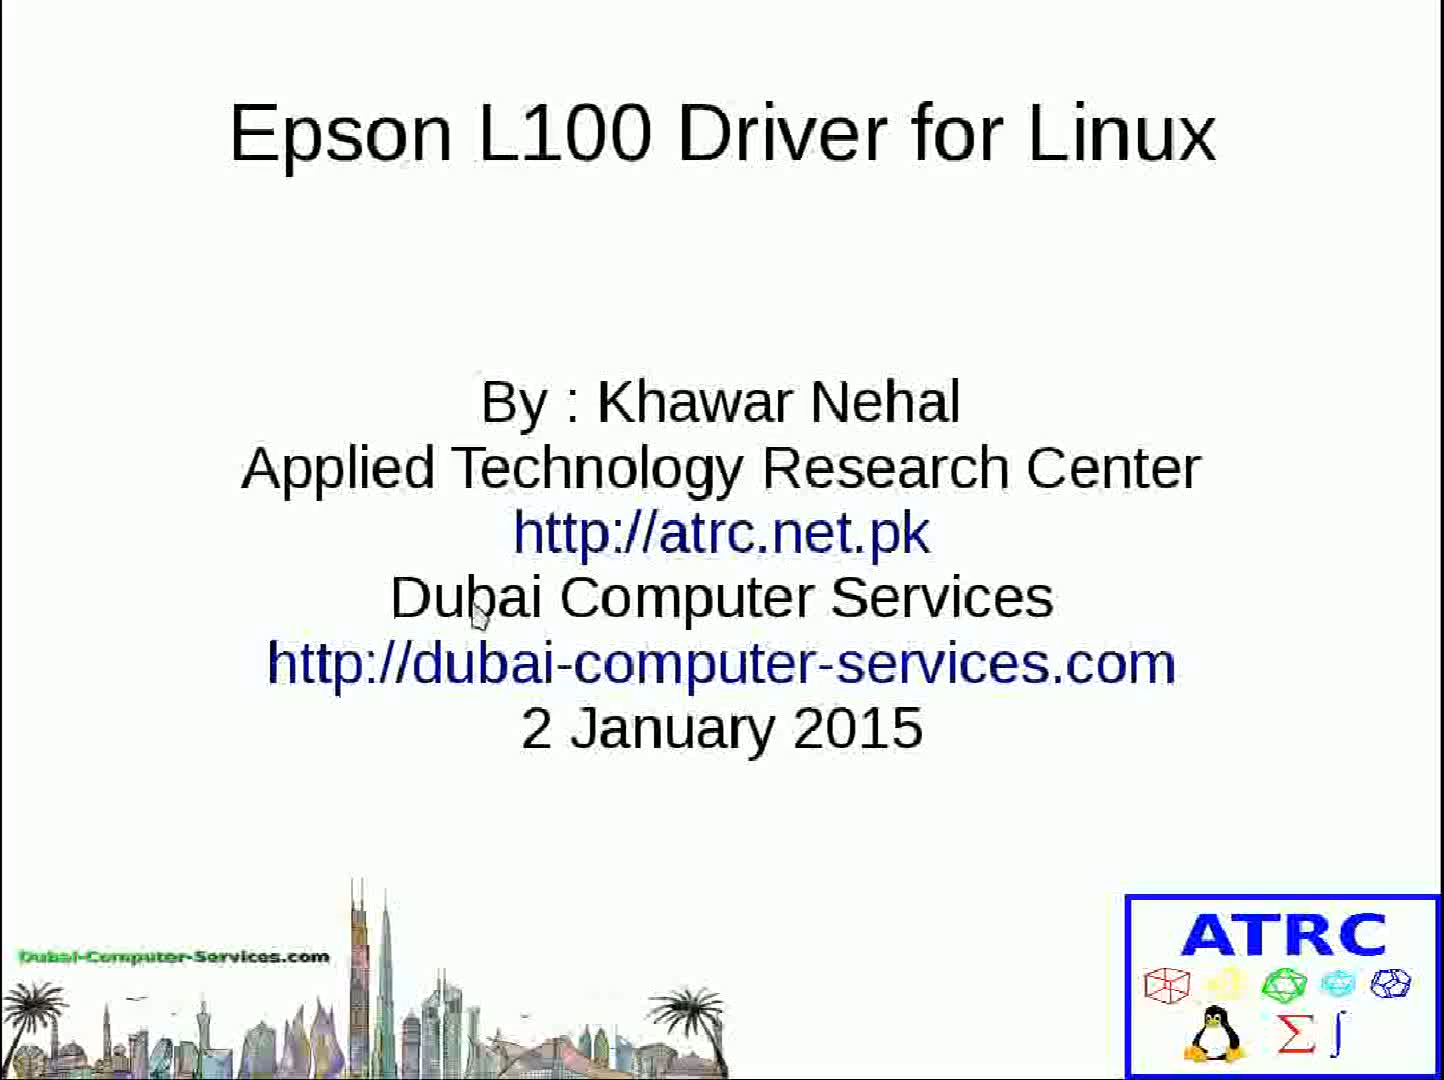 Epson L100 Driver for Linux
By : Khawar Nehal
Applied Technology Research Center
http://atrc.net.pk
Dubai Computer Services
http://dubai-computer-services.com
2 January 2015
Dubai-Computer-Services.com
ATRC
∑ ∫